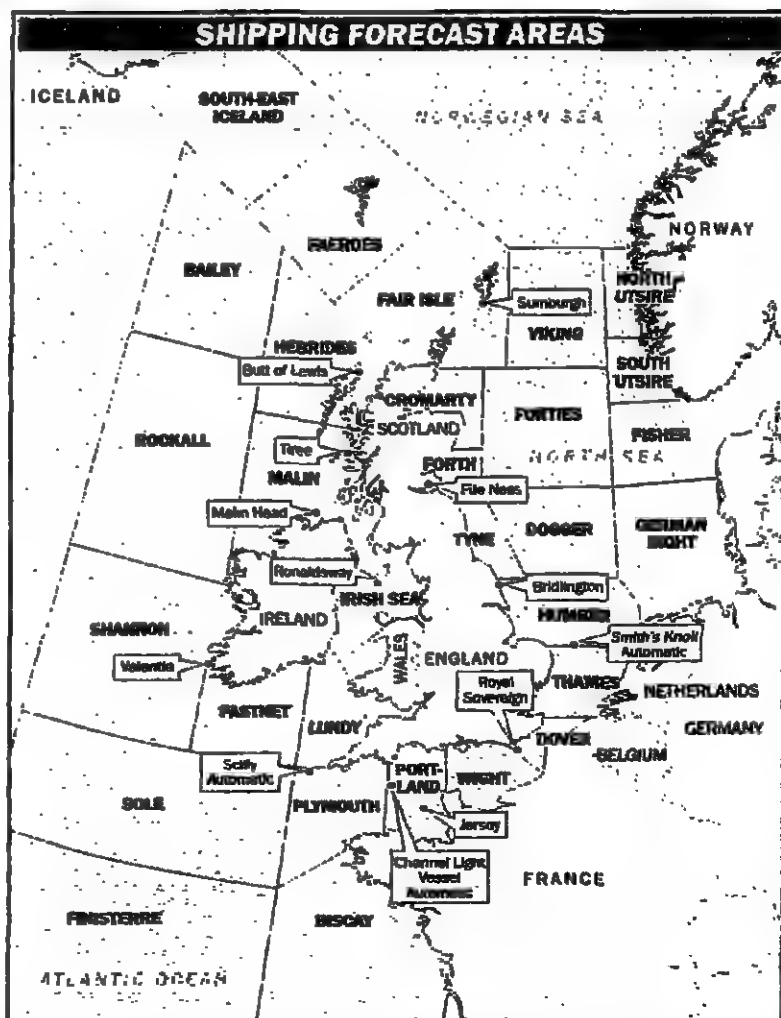 SHIPPING FORECAST AREAS
ICELAND
SOUTH-EAST
ICELAND
NORWEGIAN SEA
NORWAY
FAEROES
BAILEY
FAIR ISLE
Sumburgh
NORTH
UTSIRE
VIKING
HEBRIDES
Butt of Lewis
SOUTH
UTSIRE
CROMARTY
SCOTLAND
FORTIES
FISHER
ROCKALL
Tiree
NORTH SEA
MALIN
FORTH
Fife Ness
Malin Head
TYNE
DOGGER
GERMAN
BIGHT
Ronaldsway
IRISH SEA
Bridlington
HUMBER
IRELAND
SHANNON
Smith's Knoll
Automatic
Valentia
WALES
ENGLAND
Royal
Sovereign
THAMES
NETHERLANDS
FASTNET
LUNDY
DOVER
GERMANY
BELGIUM
Scilly
Automatic
PORT-
LAND
WIGHT
SOLE
PLYMOUTH
Jersey
Channel Light
Vessel
Automatic
FRANCE
FINISTERRE
BISCAY
ATLANTIC OCEAN